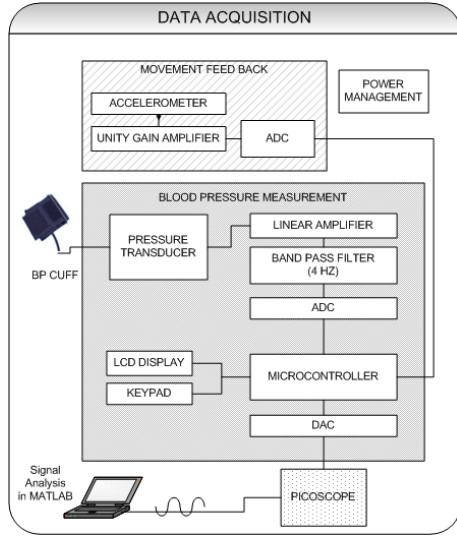 DATA ACQUISITION
MOVEMENT FEED BACK
ACCELEROMETER
UNITY GAIN AMPLIFIER
ADC
POWER
MANAGEMENT
BLOOD PRESSURE MEASUREMENT
BP CUFF
PRESSURE
TRANSDUCER
LINEAR AMPLIFIER
BAND PASS FILTER
(4 HZ)
ADC
LCD DISPLAY
KEYPAD
MICROCONTROLLER
DAC
Signal
Analysis
in MATLAB
PICOSCOPE